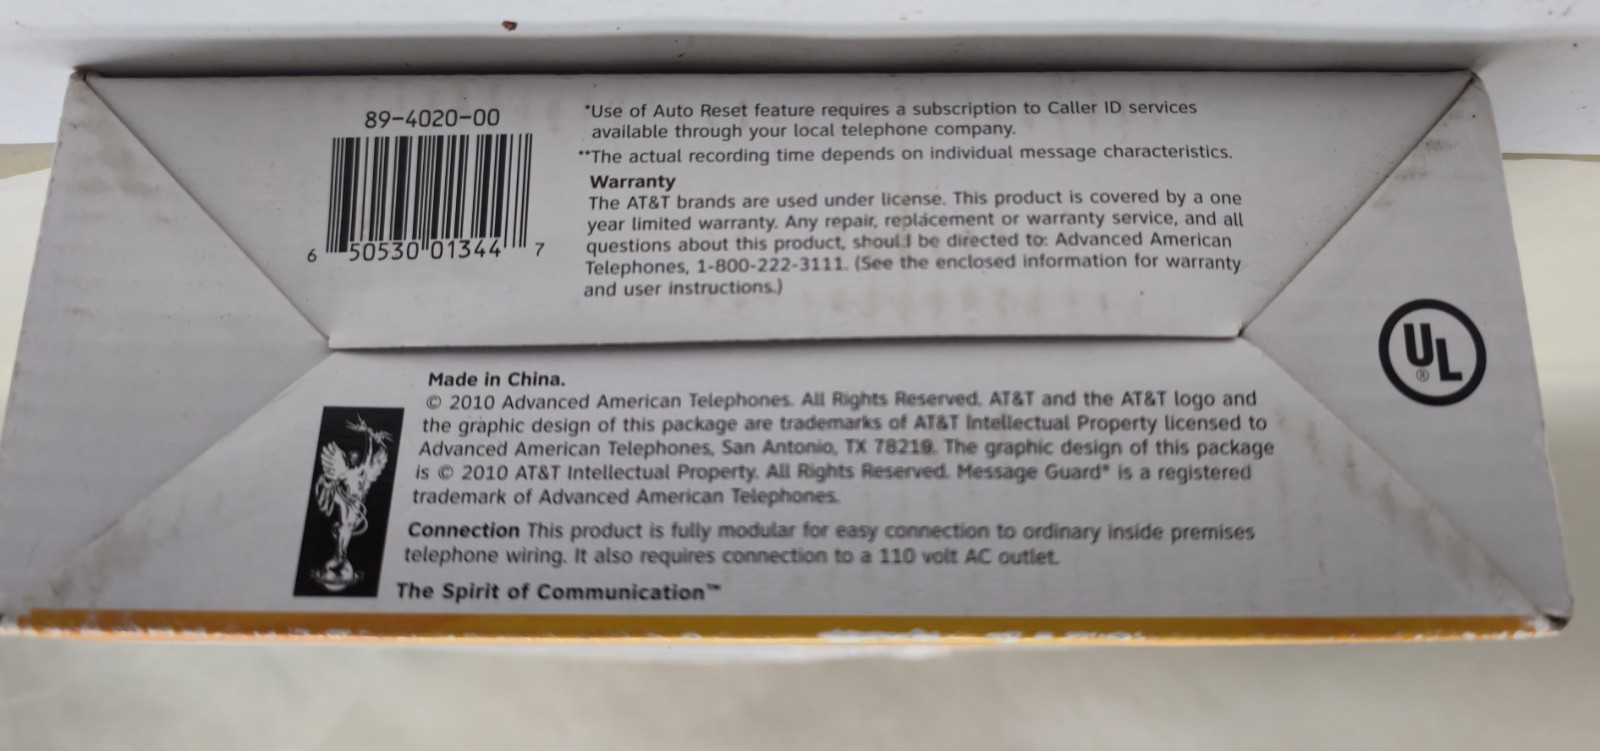 89-4020-00
6 50530 01344 7
*Use of Auto Reset feature requires a subscription to Caller ID services
available through your local telephone company.
**The actual recording time depends on individual message characteristics.
Warranty
The AT&T brands are used under license. This product is covered by a one
year limited warranty. Any repair, replacement or warranty service, and all
questions about this product, should be directed to: Advanced American
Telephones, 1-800-222-3111. (See the enclosed information for warranty
and user instructions.)
UL®
Made in China.
© 2010 Advanced American Telephones. All Rights Reserved. AT&T and the AT&T logo and
the graphic design of this package are trademarks of AT&T Intellectual Property licensed to
Advanced American Telephones, San Antonio, TX 78219. The graphic design of this package
is © 2010 AT&T Intellectual Property. All Rights Reserved. Message Guard® is a registered
trademark of Advanced American Telephones.
Connection This product is fully modular for easy connection to ordinary inside premises
telephone wiring. It also requires connection to a 110 volt AC outlet.
The Spirit of Communication™